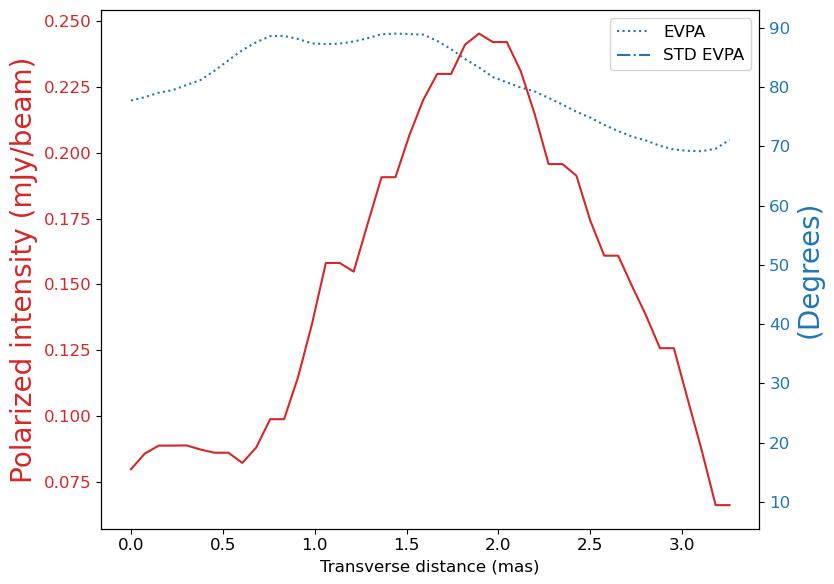 EVPA
STD EVPA
Polarized intensity (mJy/beam)
0.250
0.225
0.200
0.175
0.150
0.125
0.100
0.075
90
80
70
60
50
40
30
20
10
(Degrees)
0.0 0.5 1.0 1.5 2.0 2.5 3.0
Transverse distance (mas)